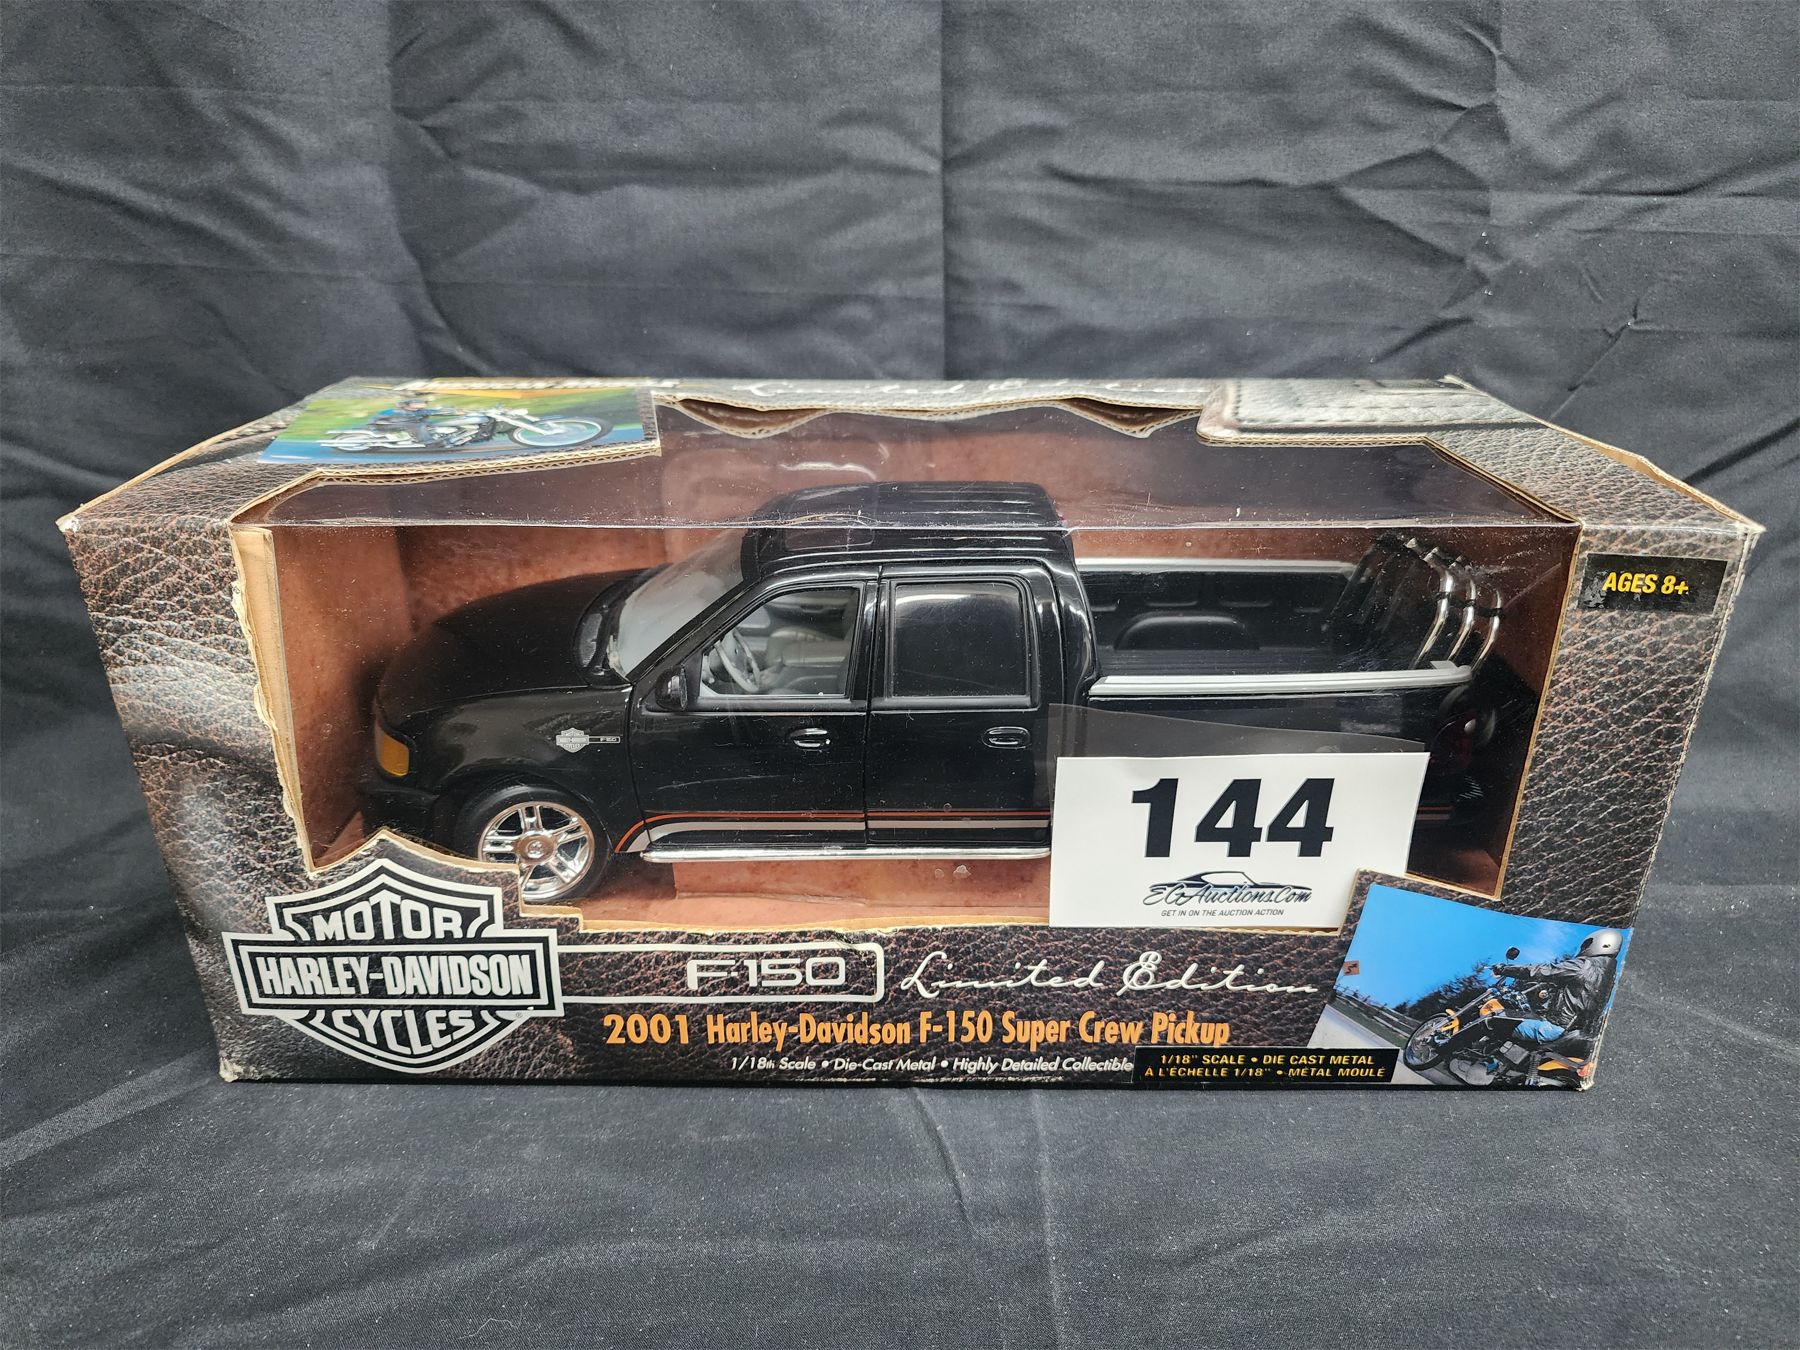 AGES 8+
F-150
144
EGAuctions.Com
GET IN ON THE AUCTION ACTION
MOTOR
HARLEY-DAVIDSON
CYCLES
®
F-150
Limited Edition
2001 Harley-Davidson F-150 Super Crew Pickup
1/18th Scale • Die-Cast Metal • Highly Detailed Collectible
1/18" SCALE • DIE CAST METAL
À L'ÉCHELLE 1/18" • MÉTAL MOULÉ